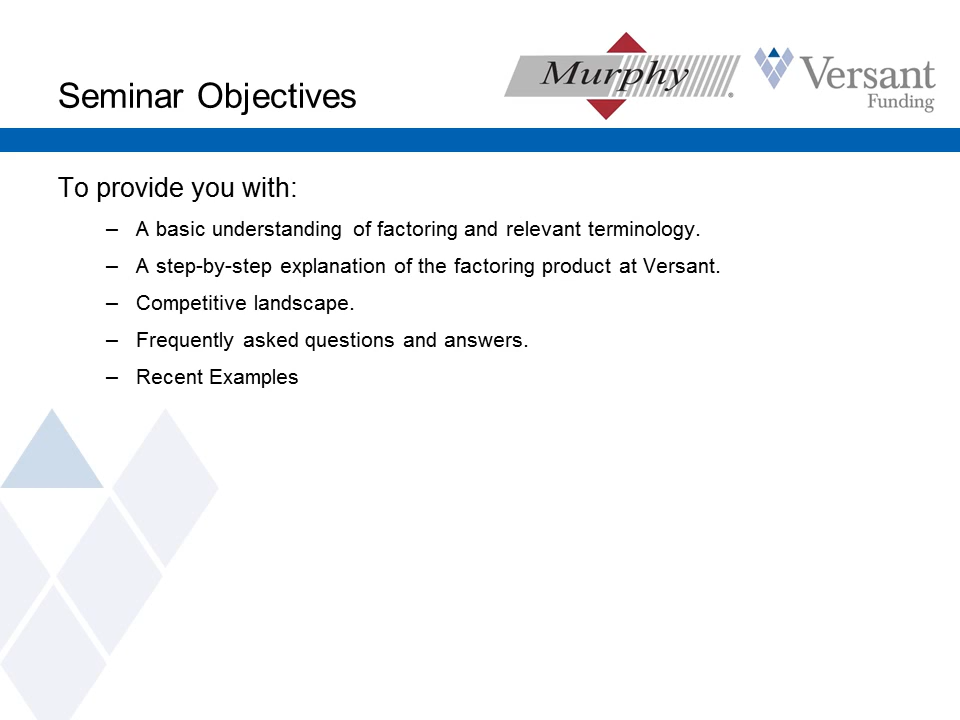 Seminar Objectives
Murphy®
Versant
Funding
To provide you with:
– A basic understanding of factoring and relevant terminology.
– A step-by-step explanation of the factoring product at Versant.
– Competitive landscape.
– Frequently asked questions and answers.
– Recent Examples